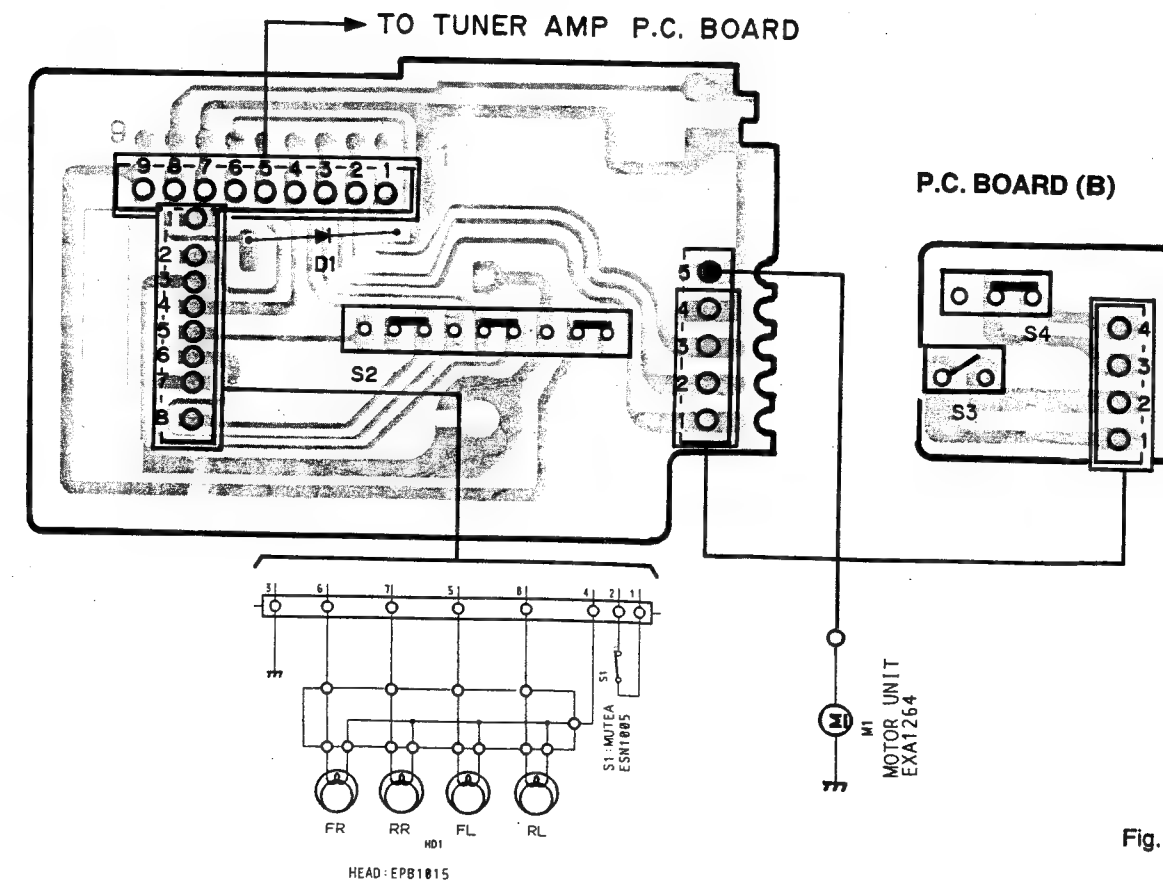 TO TUNER AMP P.C. BOARD
9
-9-8-7-6-5-4-3-2-1
1
2
3
4
5
6
7
8
D1
S2
5
4
3
2
1
P.C. BOARD (B)
S4
S3
4
3
2
1
3 6 7 5 8 4 2 1
S1
S1:MUTEA
ESN1005
FR RR FL RL
HD1
HEAD:EPB1015
M
M1
MOTOR UNIT
EXA1264
Fig.